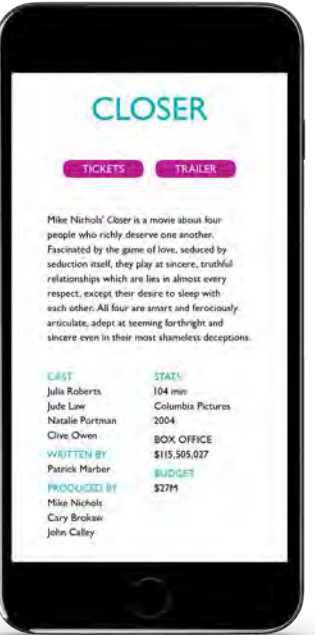 CLOSER
TICKETS
TRAILER
Mike Nichols' Closer is a movie about four
people who richly deserve one another.
Fascinated by the game of love, seduced by
seduction itself, they play at sincere, truthful
relationships which are lies in almost every
respect, except their desire to sleep with
each other. All four are smart and ferociously
articulate, adept at seeming forthright and
sincere even in their most shameless deceptions.
CAST
Julia Roberts
Jude Law
Natalie Portman
Clive Owen
WRITTEN BY
Patrick Marber
PRODUCED BY
Mike Nichols
Cary Brokaw
John Calley
STATS
104 min
Columbia Pictures
2004
BOX OFFICE
$115,505,027
BUDGET
$27M